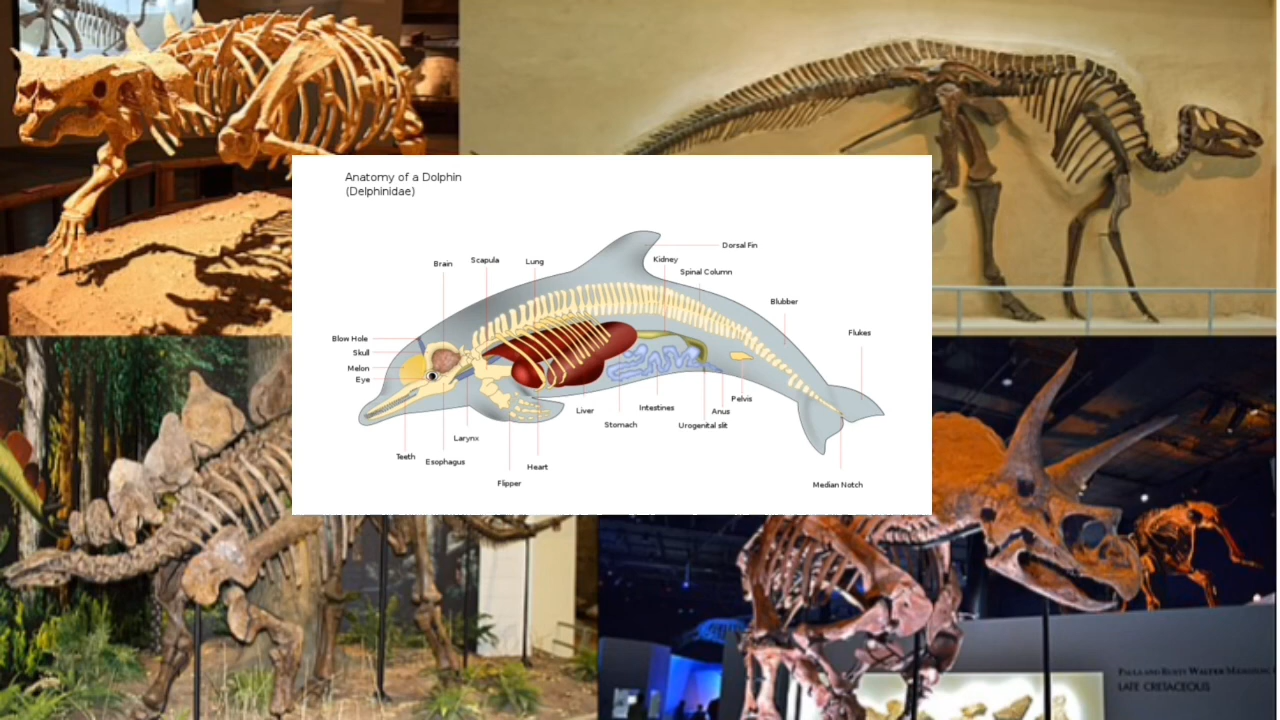 Anatomy of a Dolphin
(Delphinidae)
Dorsal Fin
Brain
Scapula
Lung
Kidney
Spinal Column
Blubber
Flukes
Blow Hole
Skull
Melon
Eye
Pelvis
Liver
Intestines
Anus
Stomach
Urogenital slit
Larynx
Teeth
Esophagus
Heart
Flipper
Median Notch
LATE CRETACEOUS